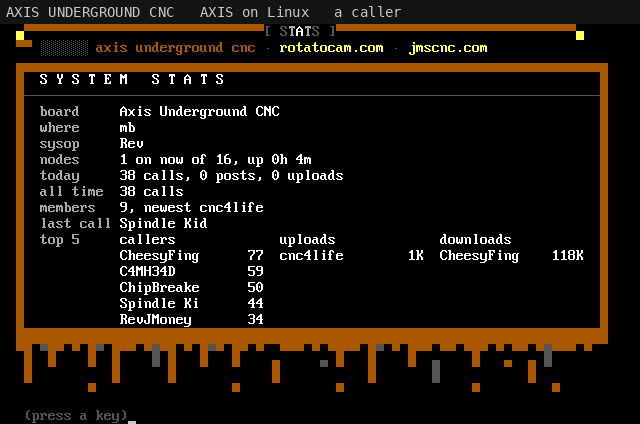 AXIS UNDERGROUND CNC AXIS on Linux a caller
[ STATS ]
axis underground cnc · rotatocam.com · jmscnc.com
SYSTEM STATS
board Axis Underground CNC
where mb
sysop Rev
nodes 1 on now of 16, up 0h 4m
today 38 calls, 0 posts, 0 uploads
all time 38 calls
members 9, newest cnc4life
last call Spindle Kid
top 5 callers uploads downloads
CheesyFing 77 cnc4life 1K CheesyFing 118K
C4MH34D 59
ChipBreake 50
Spindle Ki 44
RevJMoney 34
(press a key)